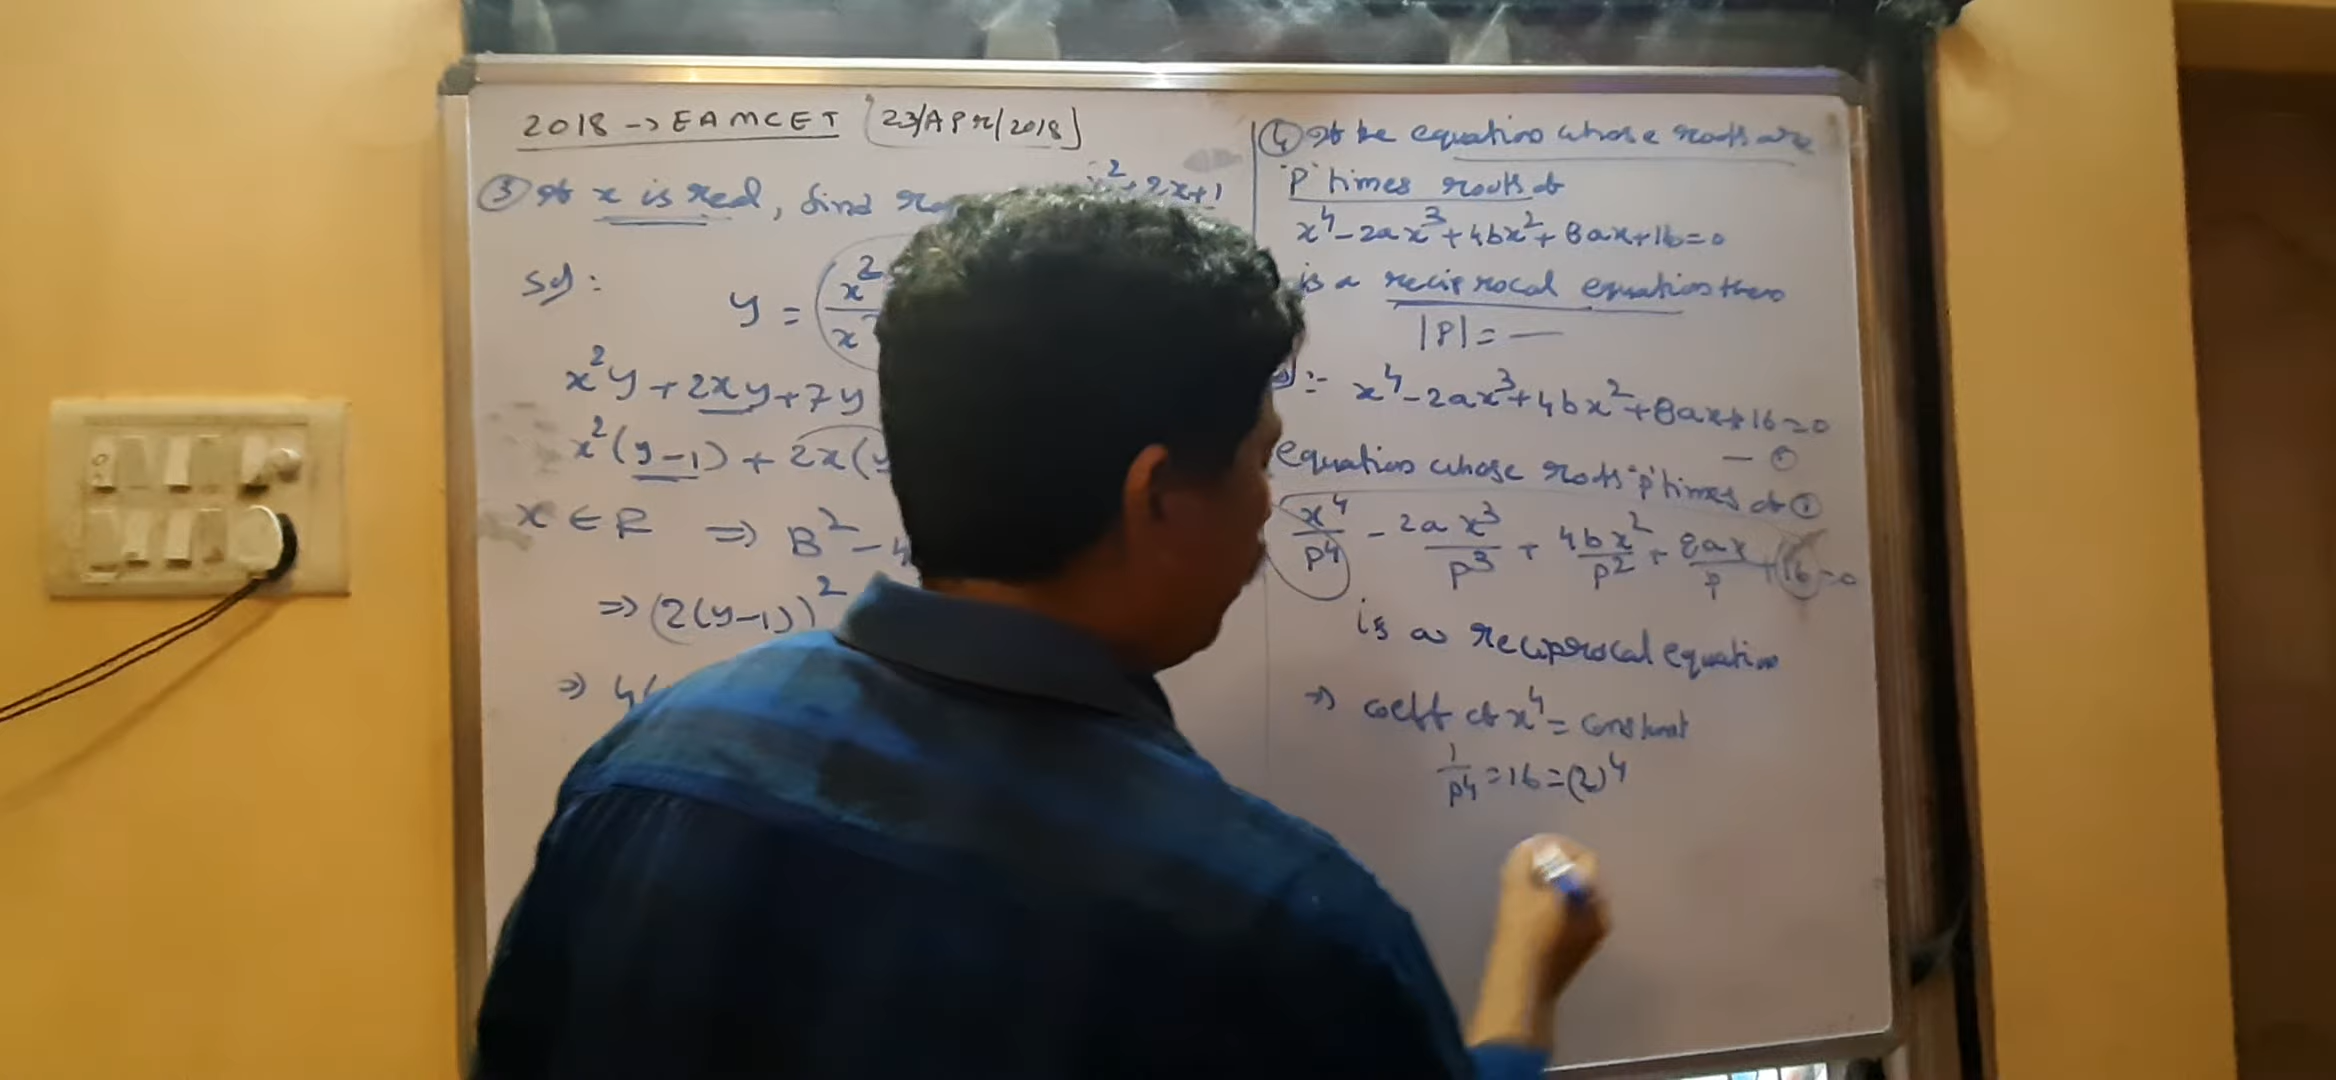 2018 → EAMCET [23/APR/2018]
③ If x is real, find
²+2x+1
Sol :
y = x²
x
x²y + 2xy + 7y
x²(y-1) + 2x(y
x ∈ R ⇒ B² - 4
⇒ (2(y-1))²
⇒ 4(
④ If the equation whose roots are
'P' times roots of
x⁴ - 2ax³ + 4bx² + 8ax + 16 = 0
is a reciprocal equation then
|P| = —
:- x⁴ - 2ax³ + 4bx² + 8ax + 16 = 0
— ①
equation whose roots 'p' times of ①
x⁴/p⁴ - 2ax³/p³ + 4bx²/p² + 8ax/p + 16 = 0
is a reciprocal equation
⇒ coeff of x⁴ = constant
1/p⁴ = 16 = (2)⁴